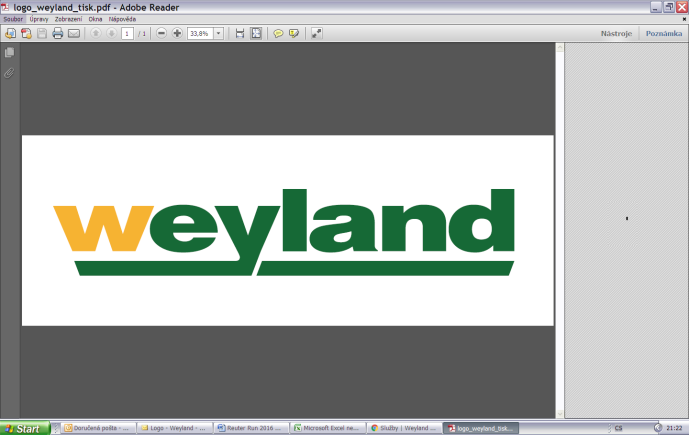 logo_weyland_tisk.pdf - Adobe Reader
Soubor Úpravy Zobrazení Okna Nápověda
1 / 1 33,8% Nástroje Poznámka
weyland
Start Doručená pošta - ... Logo - Weyland - ... Reuter Run 2016 ... Microsoft Excel ne... Služby | Weyland ... logo_weyland_tisk... CS 21:22